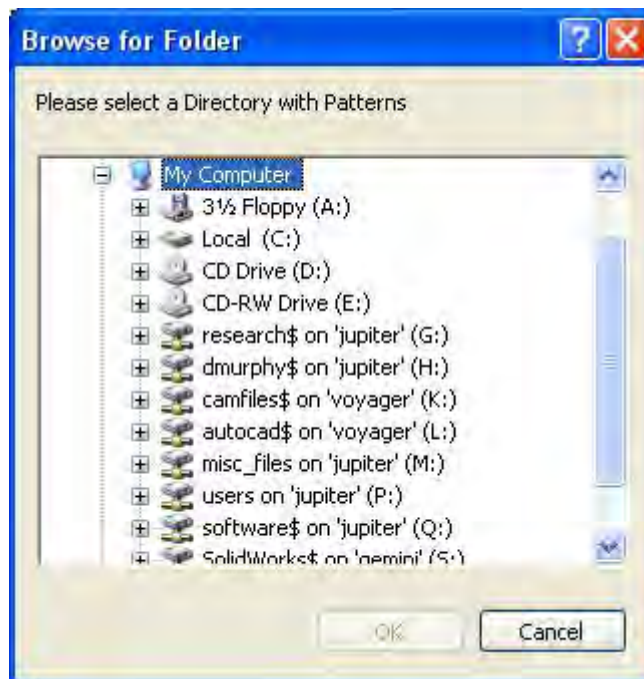 Browse for Folder
Please select a Directory with Patterns
My Computer
3½ Floppy (A:)
Local (C:)
CD Drive (D:)
CD-RW Drive (E:)
research$ on 'jupiter' (G:)
dmurphy$ on 'jupiter' (H:)
camfiles$ on 'voyager' (K:)
autocad$ on 'voyager' (L:)
misc_files on 'jupiter' (M:)
users on 'jupiter' (P:)
software$ on 'jupiter' (Q:)
SolidWorks$ on 'gemini' (S:)
OK Cancel